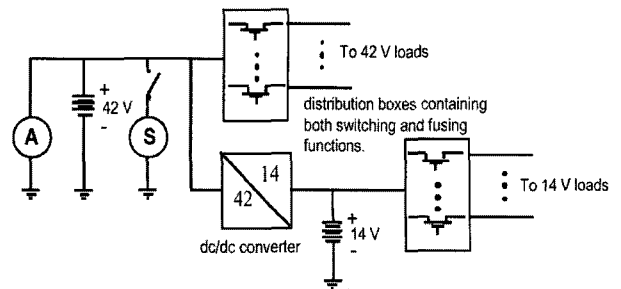 To 42 V loads
+
42 V
-
A
S
distribution boxes containing
both switching and fusing
functions.
14
42
dc/dc converter
+
14 V
-
To 14 V loads